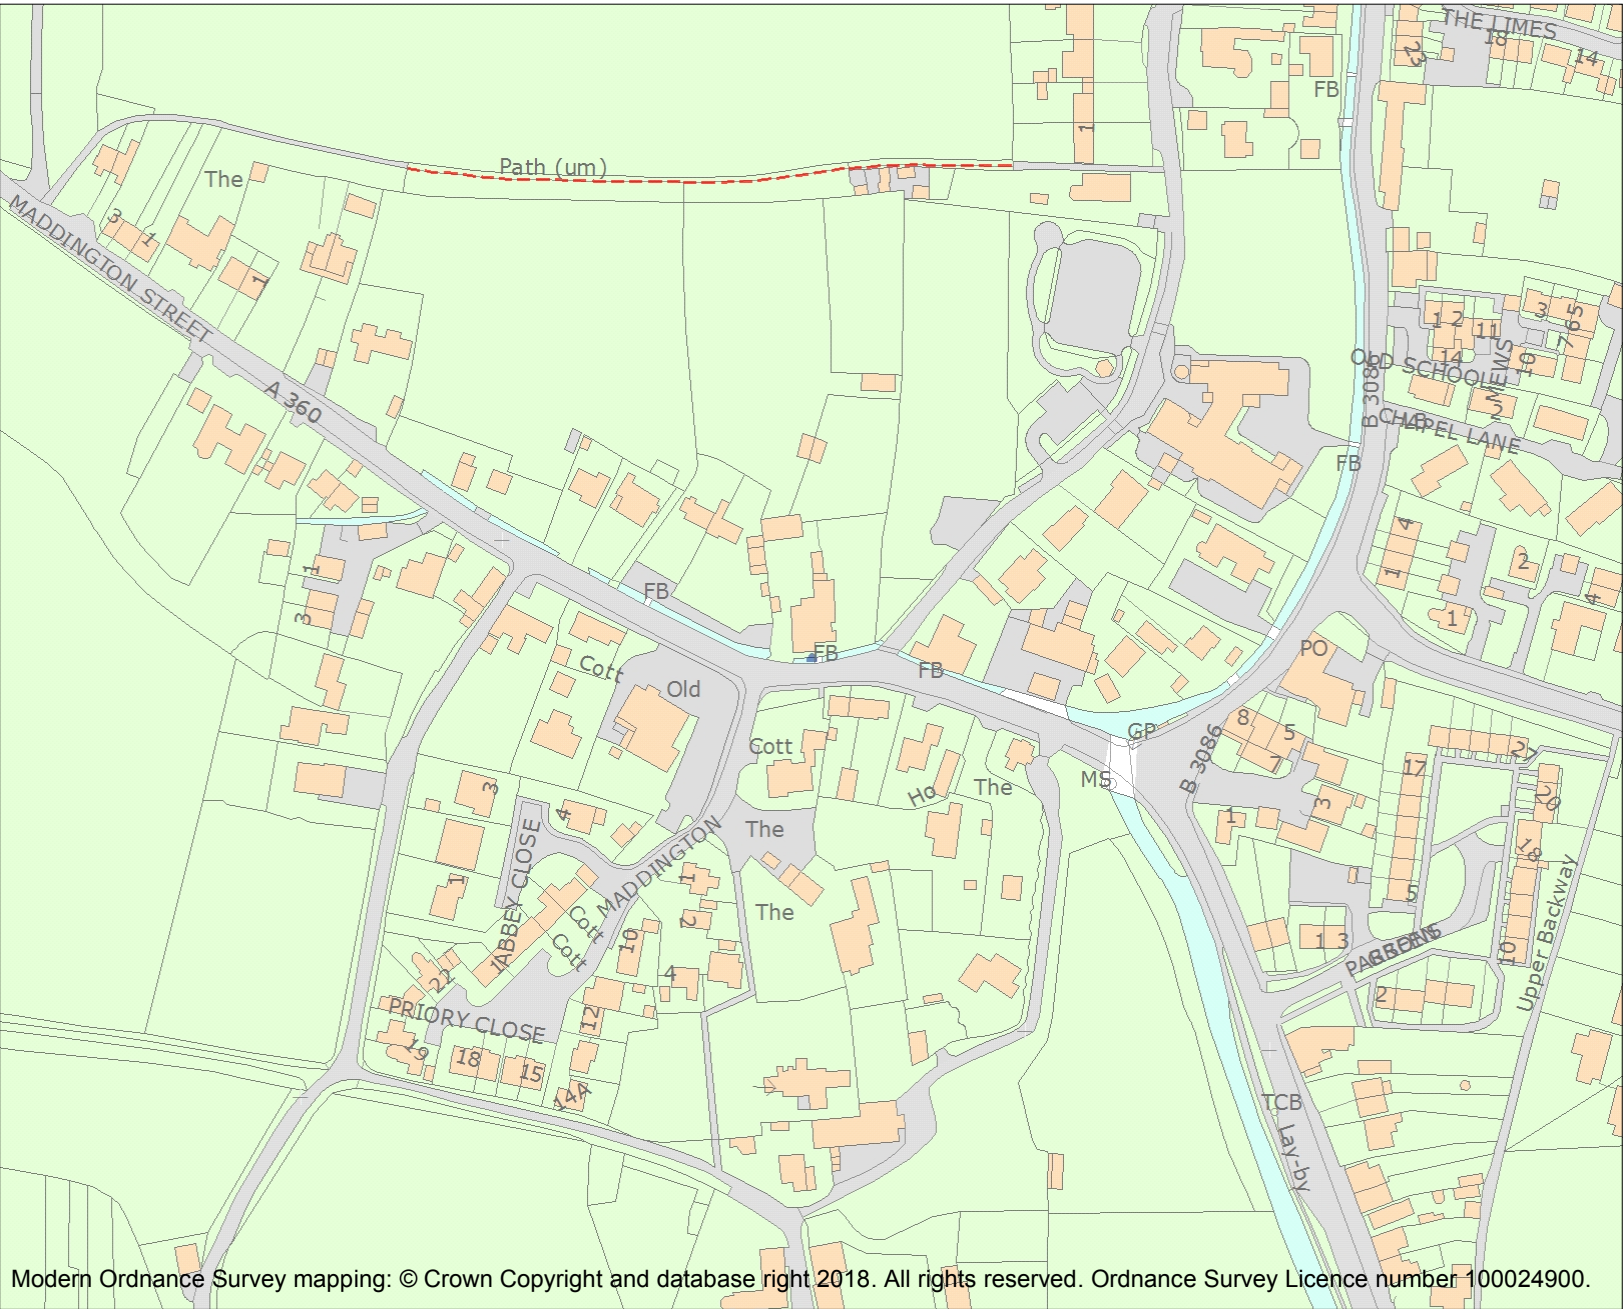 THE LIMES
23
18
14
FB
1
Path (um)
The
MADDINGTON STREET
3
1
1
A 360
B 3086
OLD SCHOOL
MEWS
1 2
11
3
5
6
7
14
10
2
CHAPEL LANE
FB
4
1
2
4
1
1
3
FB
FB
FB
PO
Cott
Old
Cott
GP
MS
B 3086
8
5
7
The
Ho
3
1
17
27
20
18
3
4
ABBEY CLOSE
1
MADDINGTON
The
The
1
2
Cott
Cott
10
4
5
1 3
PARSONS
GREEN
10
Upper Backway
2
1
22
PRIORY CLOSE
12
19
18
15
14A
TCB
Lay-by
Modern Ordnance Survey mapping: © Crown Copyright and database right 2018. All rights reserved. Ordnance Survey Licence number 100024900.